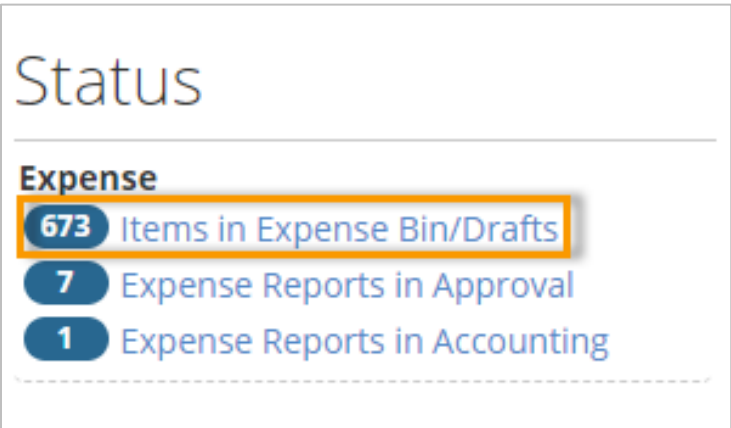 Status
Expense
673 Items in Expense Bin/Drafts
7 Expense Reports in Approval
1 Expense Reports in Accounting